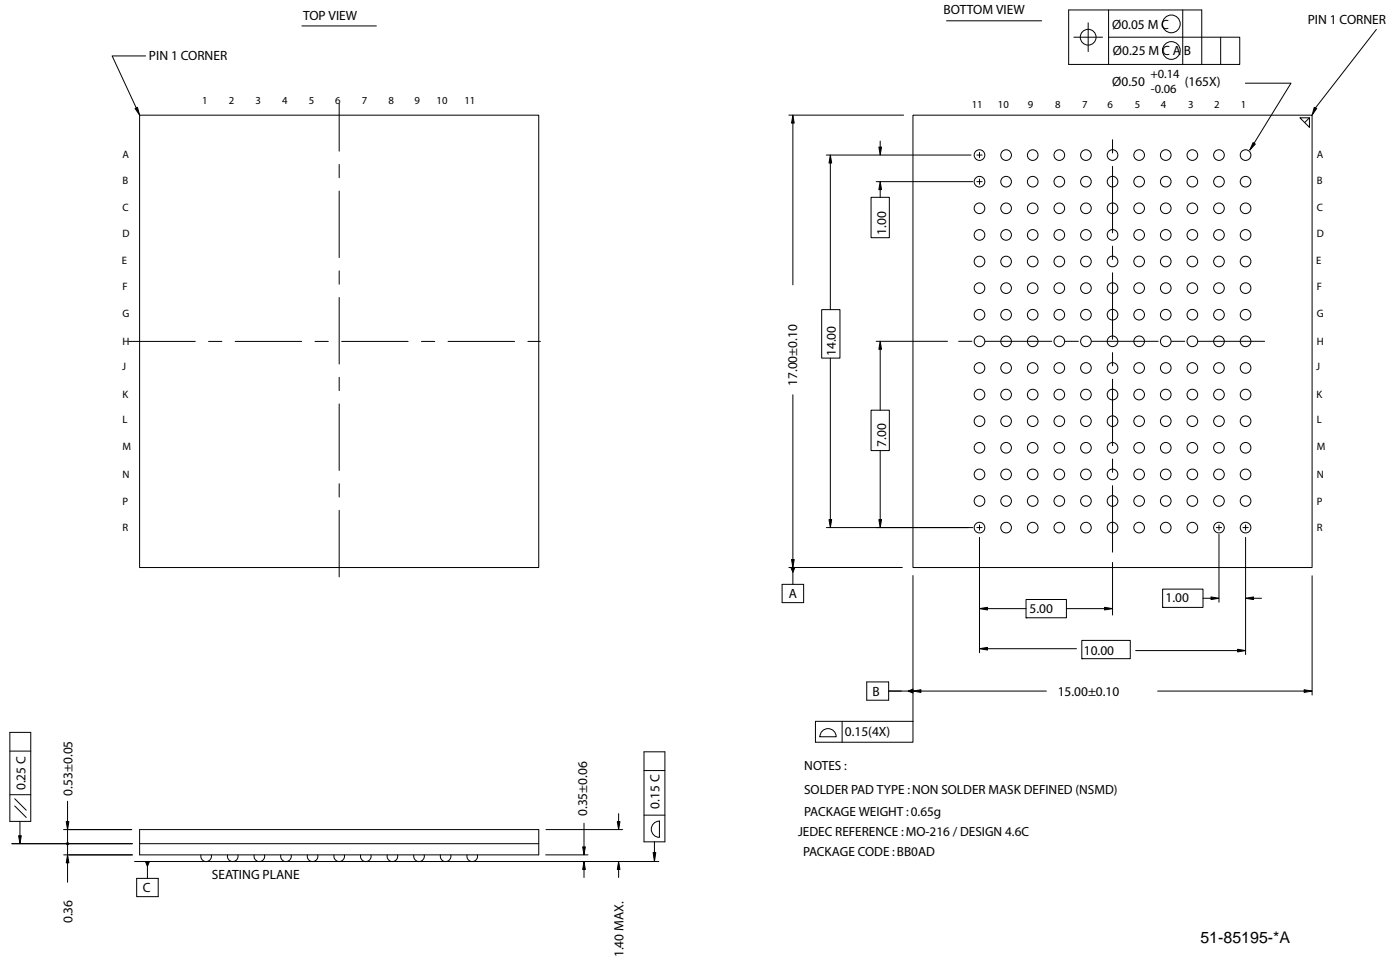 TOP VIEW
PIN 1 CORNER
1 2 3 4 5 6 7 8 9 10 11
A
B
C
D
E
F
G
H
J
K
L
M
N
P
R
BOTTOM VIEW
Ø0.05 M C
Ø0.25 M C A B
Ø0.50 +0.14 -0.06 (165X)
PIN 1 CORNER
11 10 9 8 7 6 5 4 3 2 1
A
B
C
D
E
F
G
H
J
K
L
M
N
P
R
1.00
14.00
17.00±0.10
7.00
A
5.00
1.00
10.00
B
15.00±0.10
0.15(4X)
0.25 C
0.53±0.05
0.36
C
SEATING PLANE
0.35±0.06
1.40 MAX.
0.15 C
NOTES :
SOLDER PAD TYPE : NON SOLDER MASK DEFINED (NSMD)
PACKAGE WEIGHT : 0.65g
JEDEC REFERENCE : MO-216 / DESIGN 4.6C
PACKAGE CODE : BB0AD
51-85195-*A